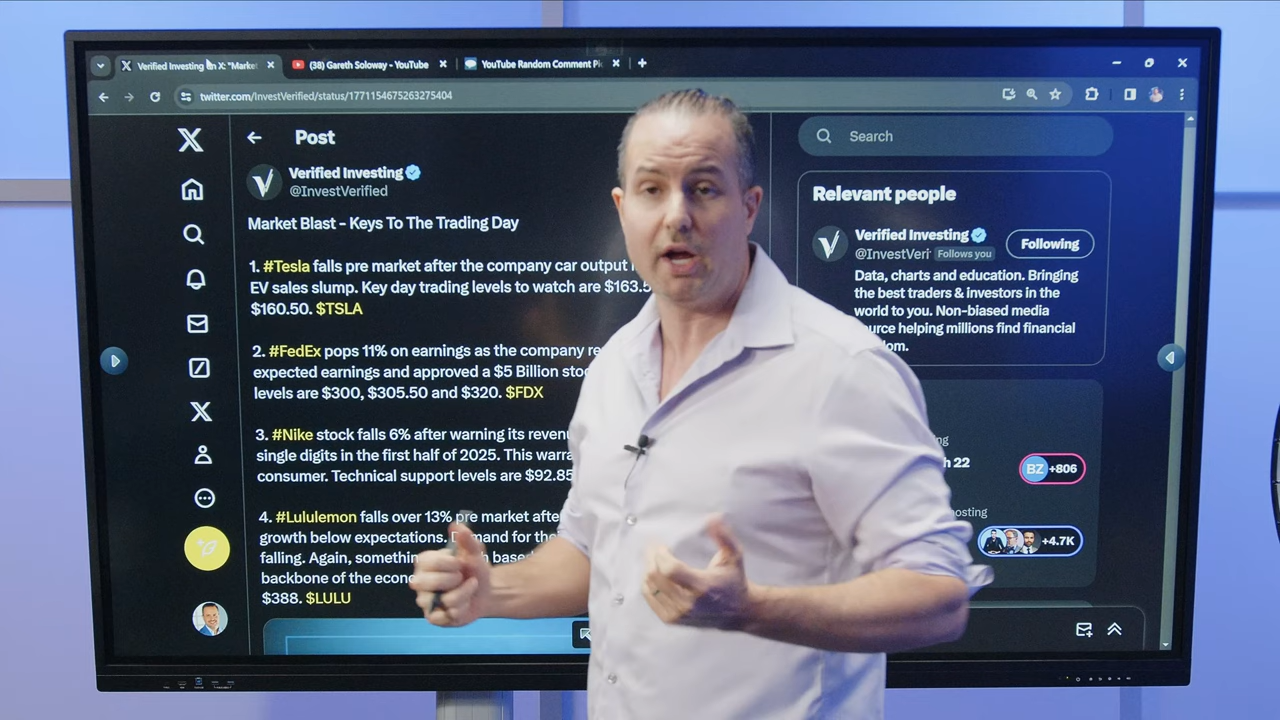 Verified Investing on X: "Market
(38) Gareth Soloway - YouTube
YouTube Random Comment Pi
twitter.com/InvestVerified/status/1771154675263275404
Post
Verified Investing
@InvestVerified
Market Blast - Keys To The Trading Day
1. #Tesla falls pre market after the company car output
EV sales slump. Key day trading levels to watch are $163.5
$160.50. $TSLA
2. #FedEx pops 11% on earnings as the company re
expected earnings and approved a $5 Billion stoc
levels are $300, $305.50 and $320. $FDX
3. #Nike stock falls 6% after warning its revenu
single digits in the first half of 2025. This warra
consumer. Technical support levels are $92.85
4. #Lululemon falls over 13% pre market afte
growth below expectations. Demand for the
falling. Again, somethin base
backbone of the econ
$388. $LULU
Search
Relevant people
Verified Investing
@InvestVeri Follows you
Following
Data, charts and education. Bringing
the best traders & investors in the
world to you. Non-biased media
ource helping millions find financial
dom.
ng
h 22
BZ +806
osting
+4.7K